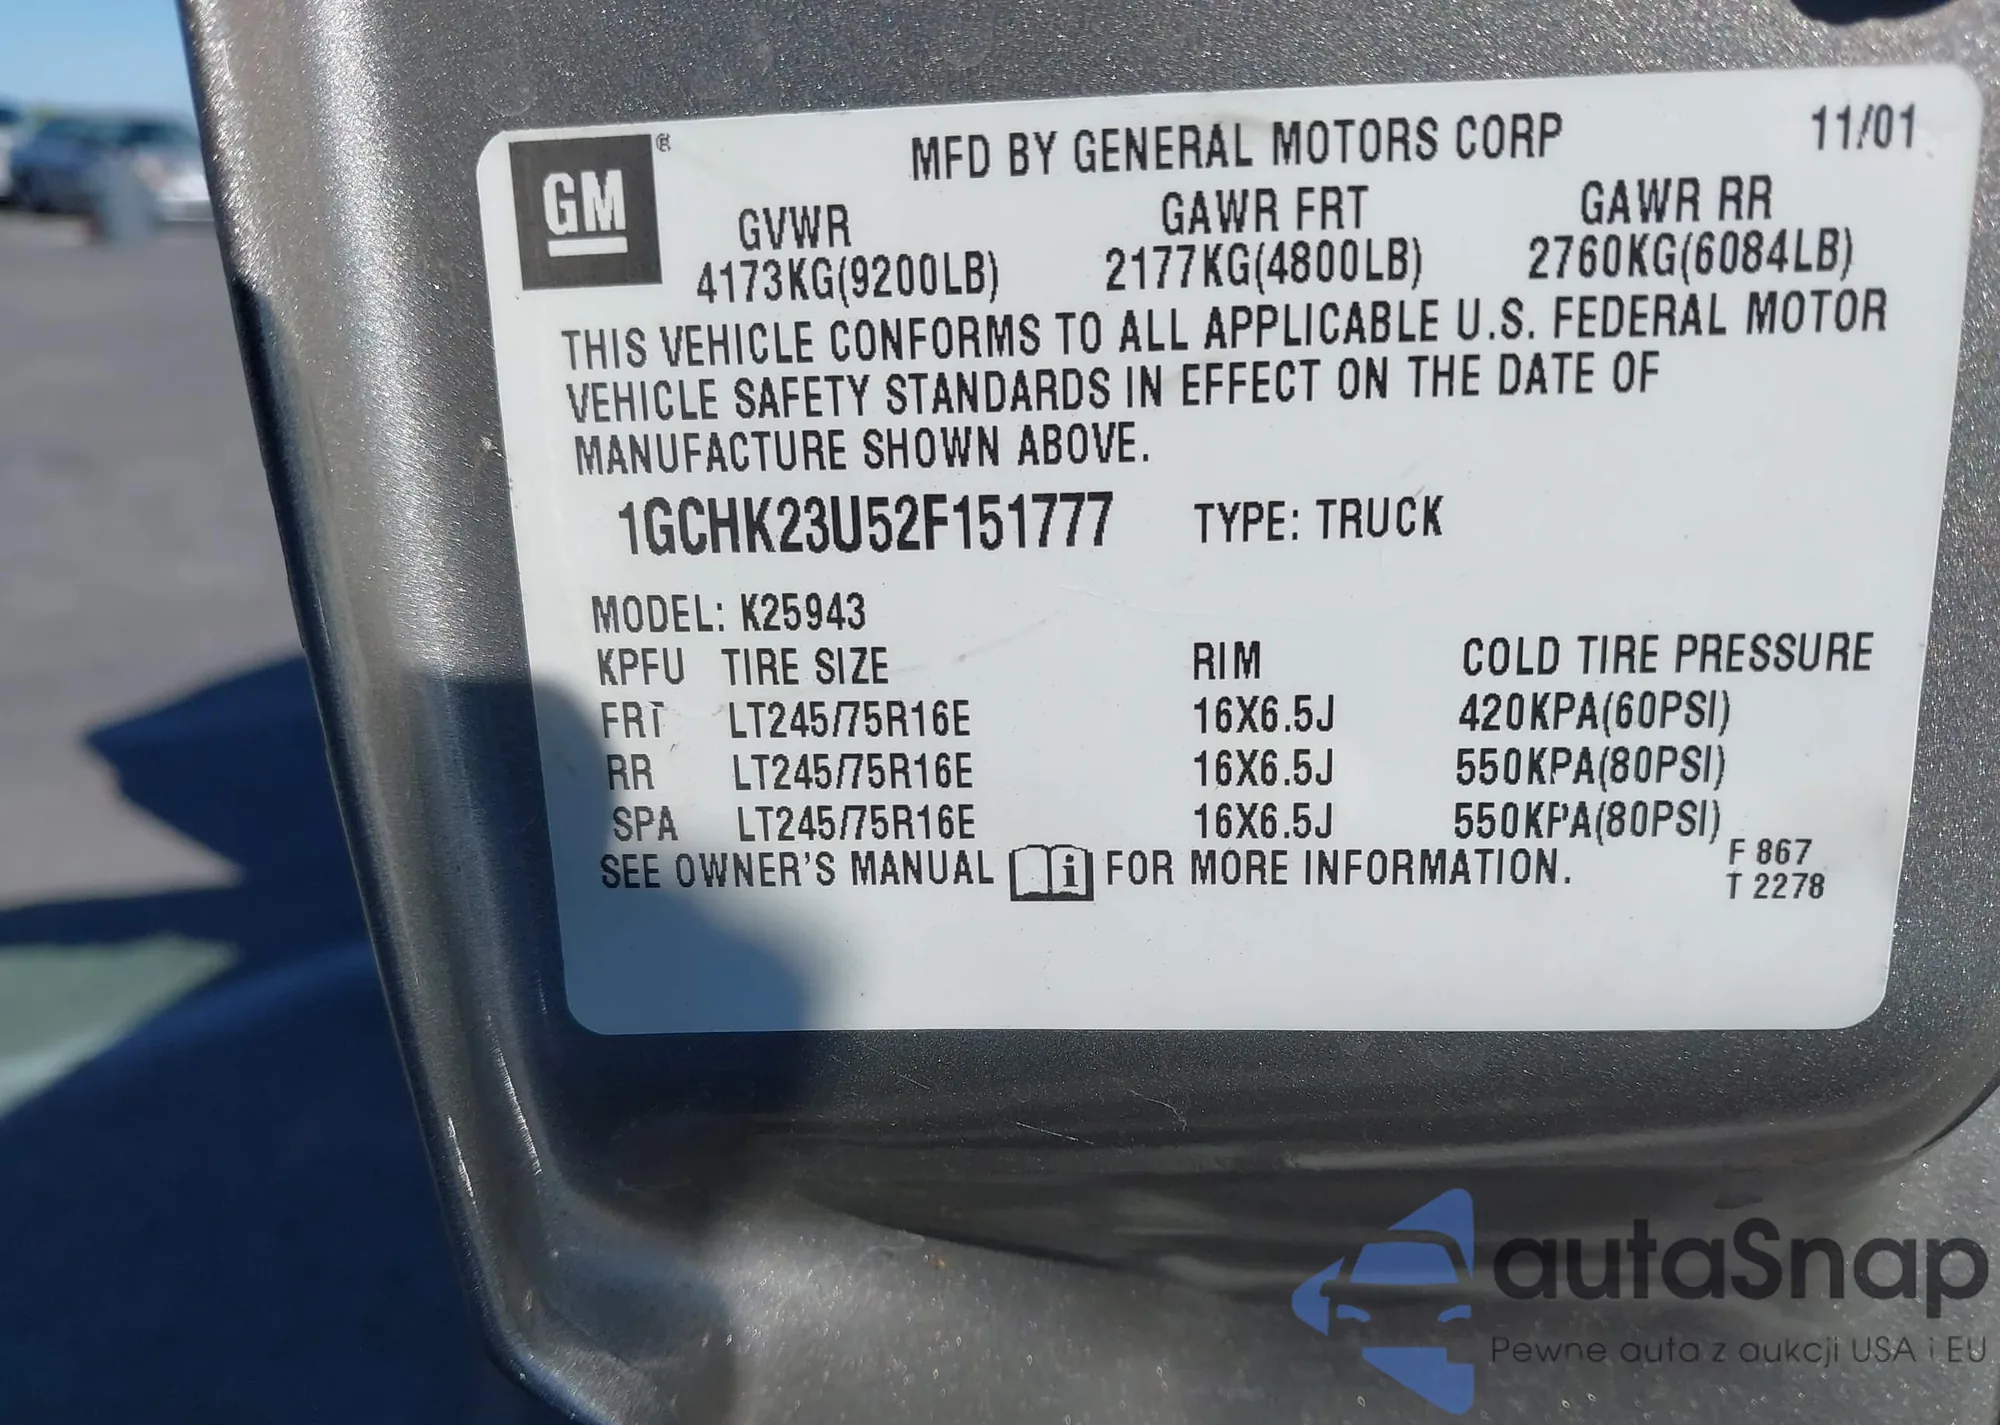 GM ®
MFD BY GENERAL MOTORS CORP 11/01
GVWR GAWR FRT GAWR RR
4173KG(9200LB) 2177KG(4800LB) 2760KG(6084LB)
THIS VEHICLE CONFORMS TO ALL APPLICABLE U.S. FEDERAL MOTOR
VEHICLE SAFETY STANDARDS IN EFFECT ON THE DATE OF
MANUFACTURE SHOWN ABOVE.
1GCHK23U52F151777 TYPE: TRUCK
MODEL: K25943
KPFU TIRE SIZE RIM COLD TIRE PRESSURE
FRT LT245/75R16E 16X6.5J 420KPA(60PSI)
RR LT245/75R16E 16X6.5J 550KPA(80PSI)
SPA LT245/75R16E 16X6.5J 550KPA(80PSI)
SEE OWNER'S MANUAL i FOR MORE INFORMATION.
F 867
T 2278
autaSnap
Pewne auta z aukcji USA i EU